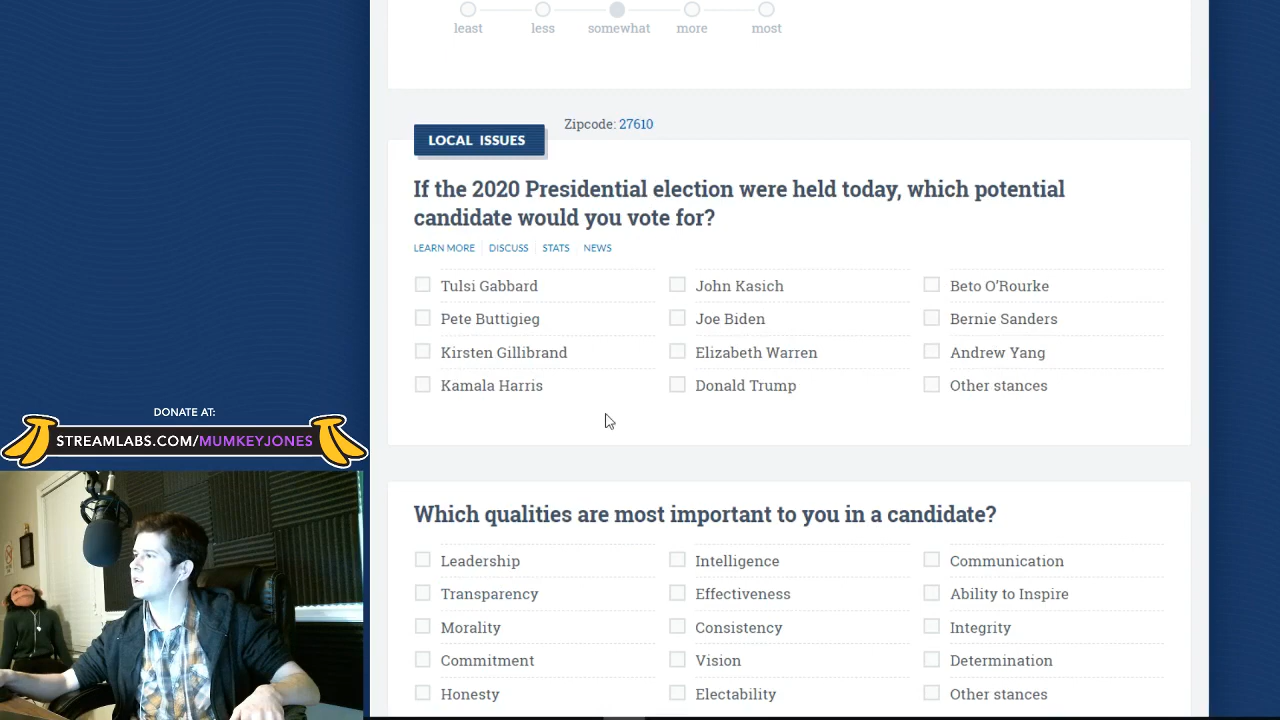 least less somewhat more most
Zipcode: 27610
LOCAL ISSUES
If the 2020 Presidential election were held today, which potential
candidate would you vote for?
LEARN MORE DISCUSS STATS NEWS
Tulsi Gabbard John Kasich Beto O'Rourke
Pete Buttigieg Joe Biden Bernie Sanders
Kirsten Gillibrand Elizabeth Warren Andrew Yang
Kamala Harris Donald Trump Other stances
DONATE AT:
STREAMLABS.COM/MUMKEYJONES
Which qualities are most important to you in a candidate?
Leadership Intelligence Communication
Transparency Effectiveness Ability to Inspire
Morality Consistency Integrity
Commitment Vision Determination
Honesty Electability Other stances